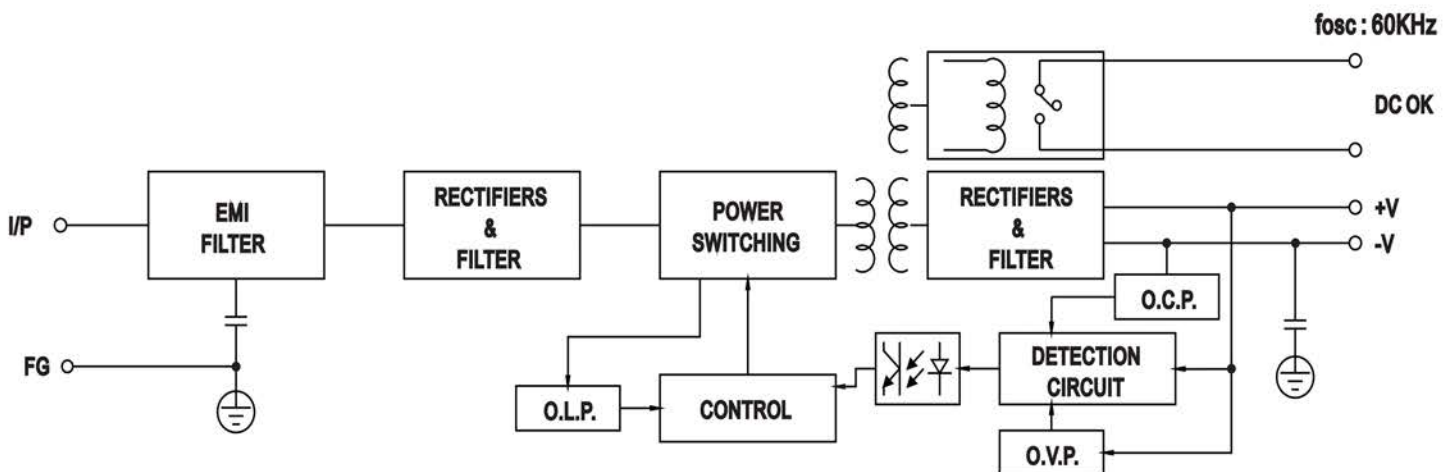 fosc : 60KHz
DC OK
I/P
EMI
FILTER
RECTIFIERS
&
FILTER
POWER
SWITCHING
RECTIFIERS
&
FILTER
+V
-V
O.C.P.
FG
O.L.P.
CONTROL
DETECTION
CIRCUIT
O.V.P.